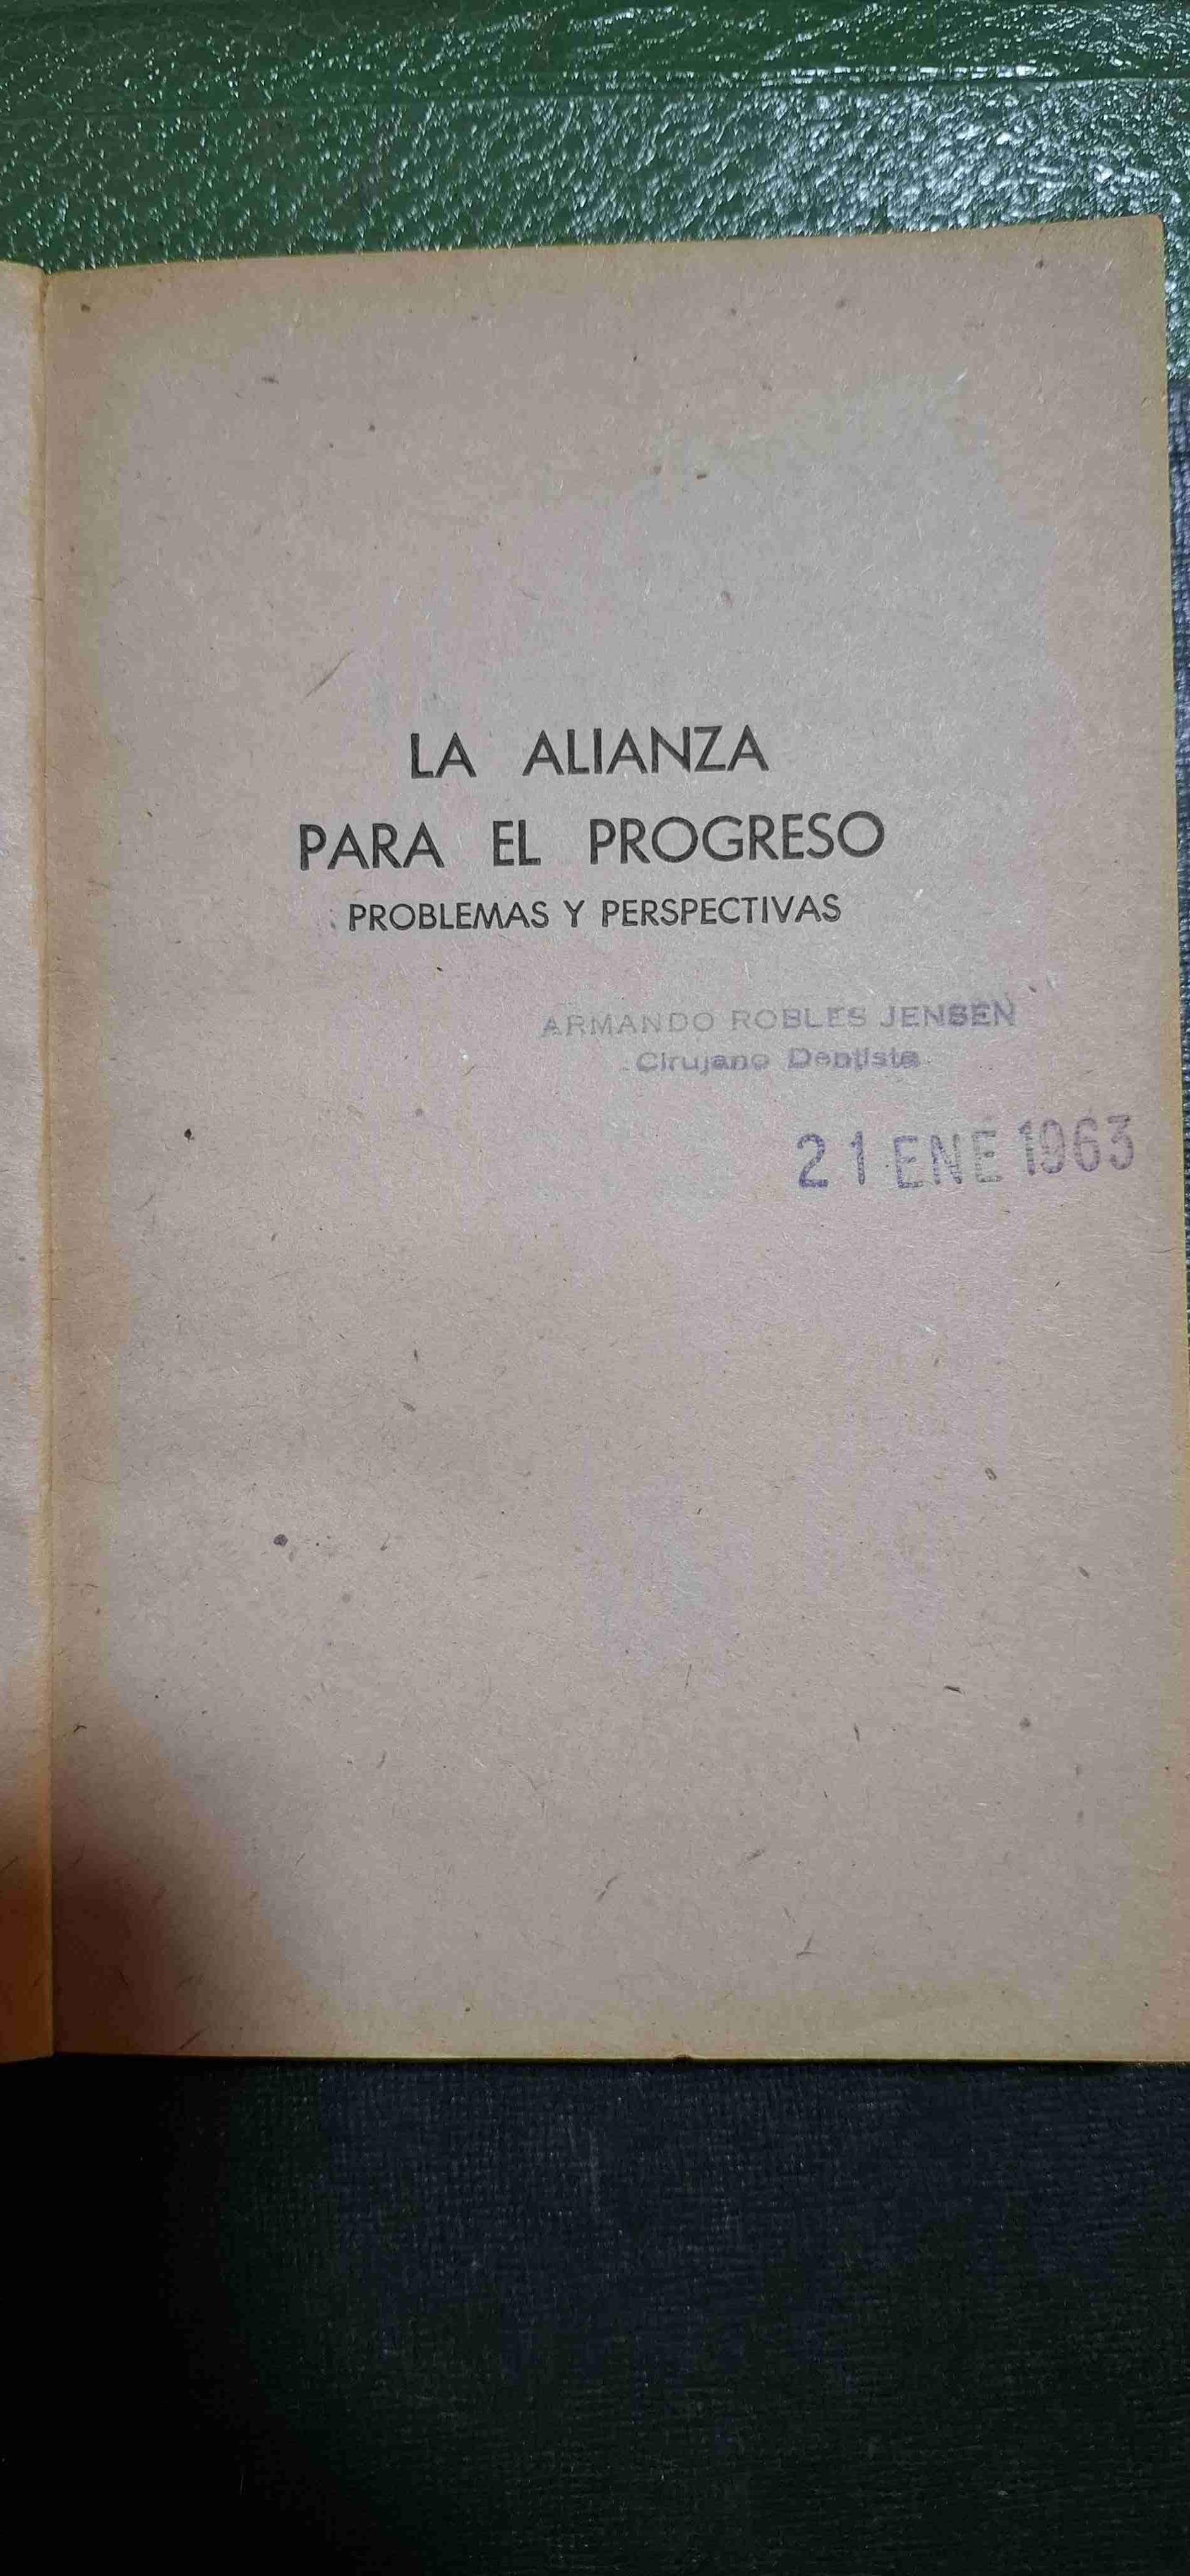 LA ALIANZA
PARA EL PROGRESO
PROBLEMAS Y PERSPECTIVAS
ARMANDO ROBLES JENSEN
Cirujano Dentista
21 ENE 1963